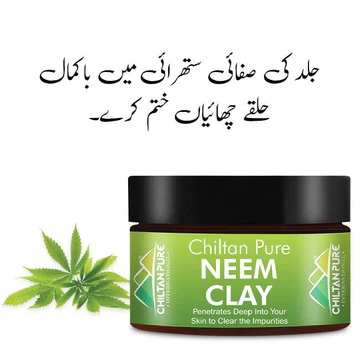 جلد کی صفائی ستھرائی میں باکمال
حلقے چھائیاں ختم کرے۔
Chiltan Pure
NEEM
CLAY
Penetrates Deep Into Your
Skin to Clear the Impurities
CHILTAN PURE
CHILTAN PURE